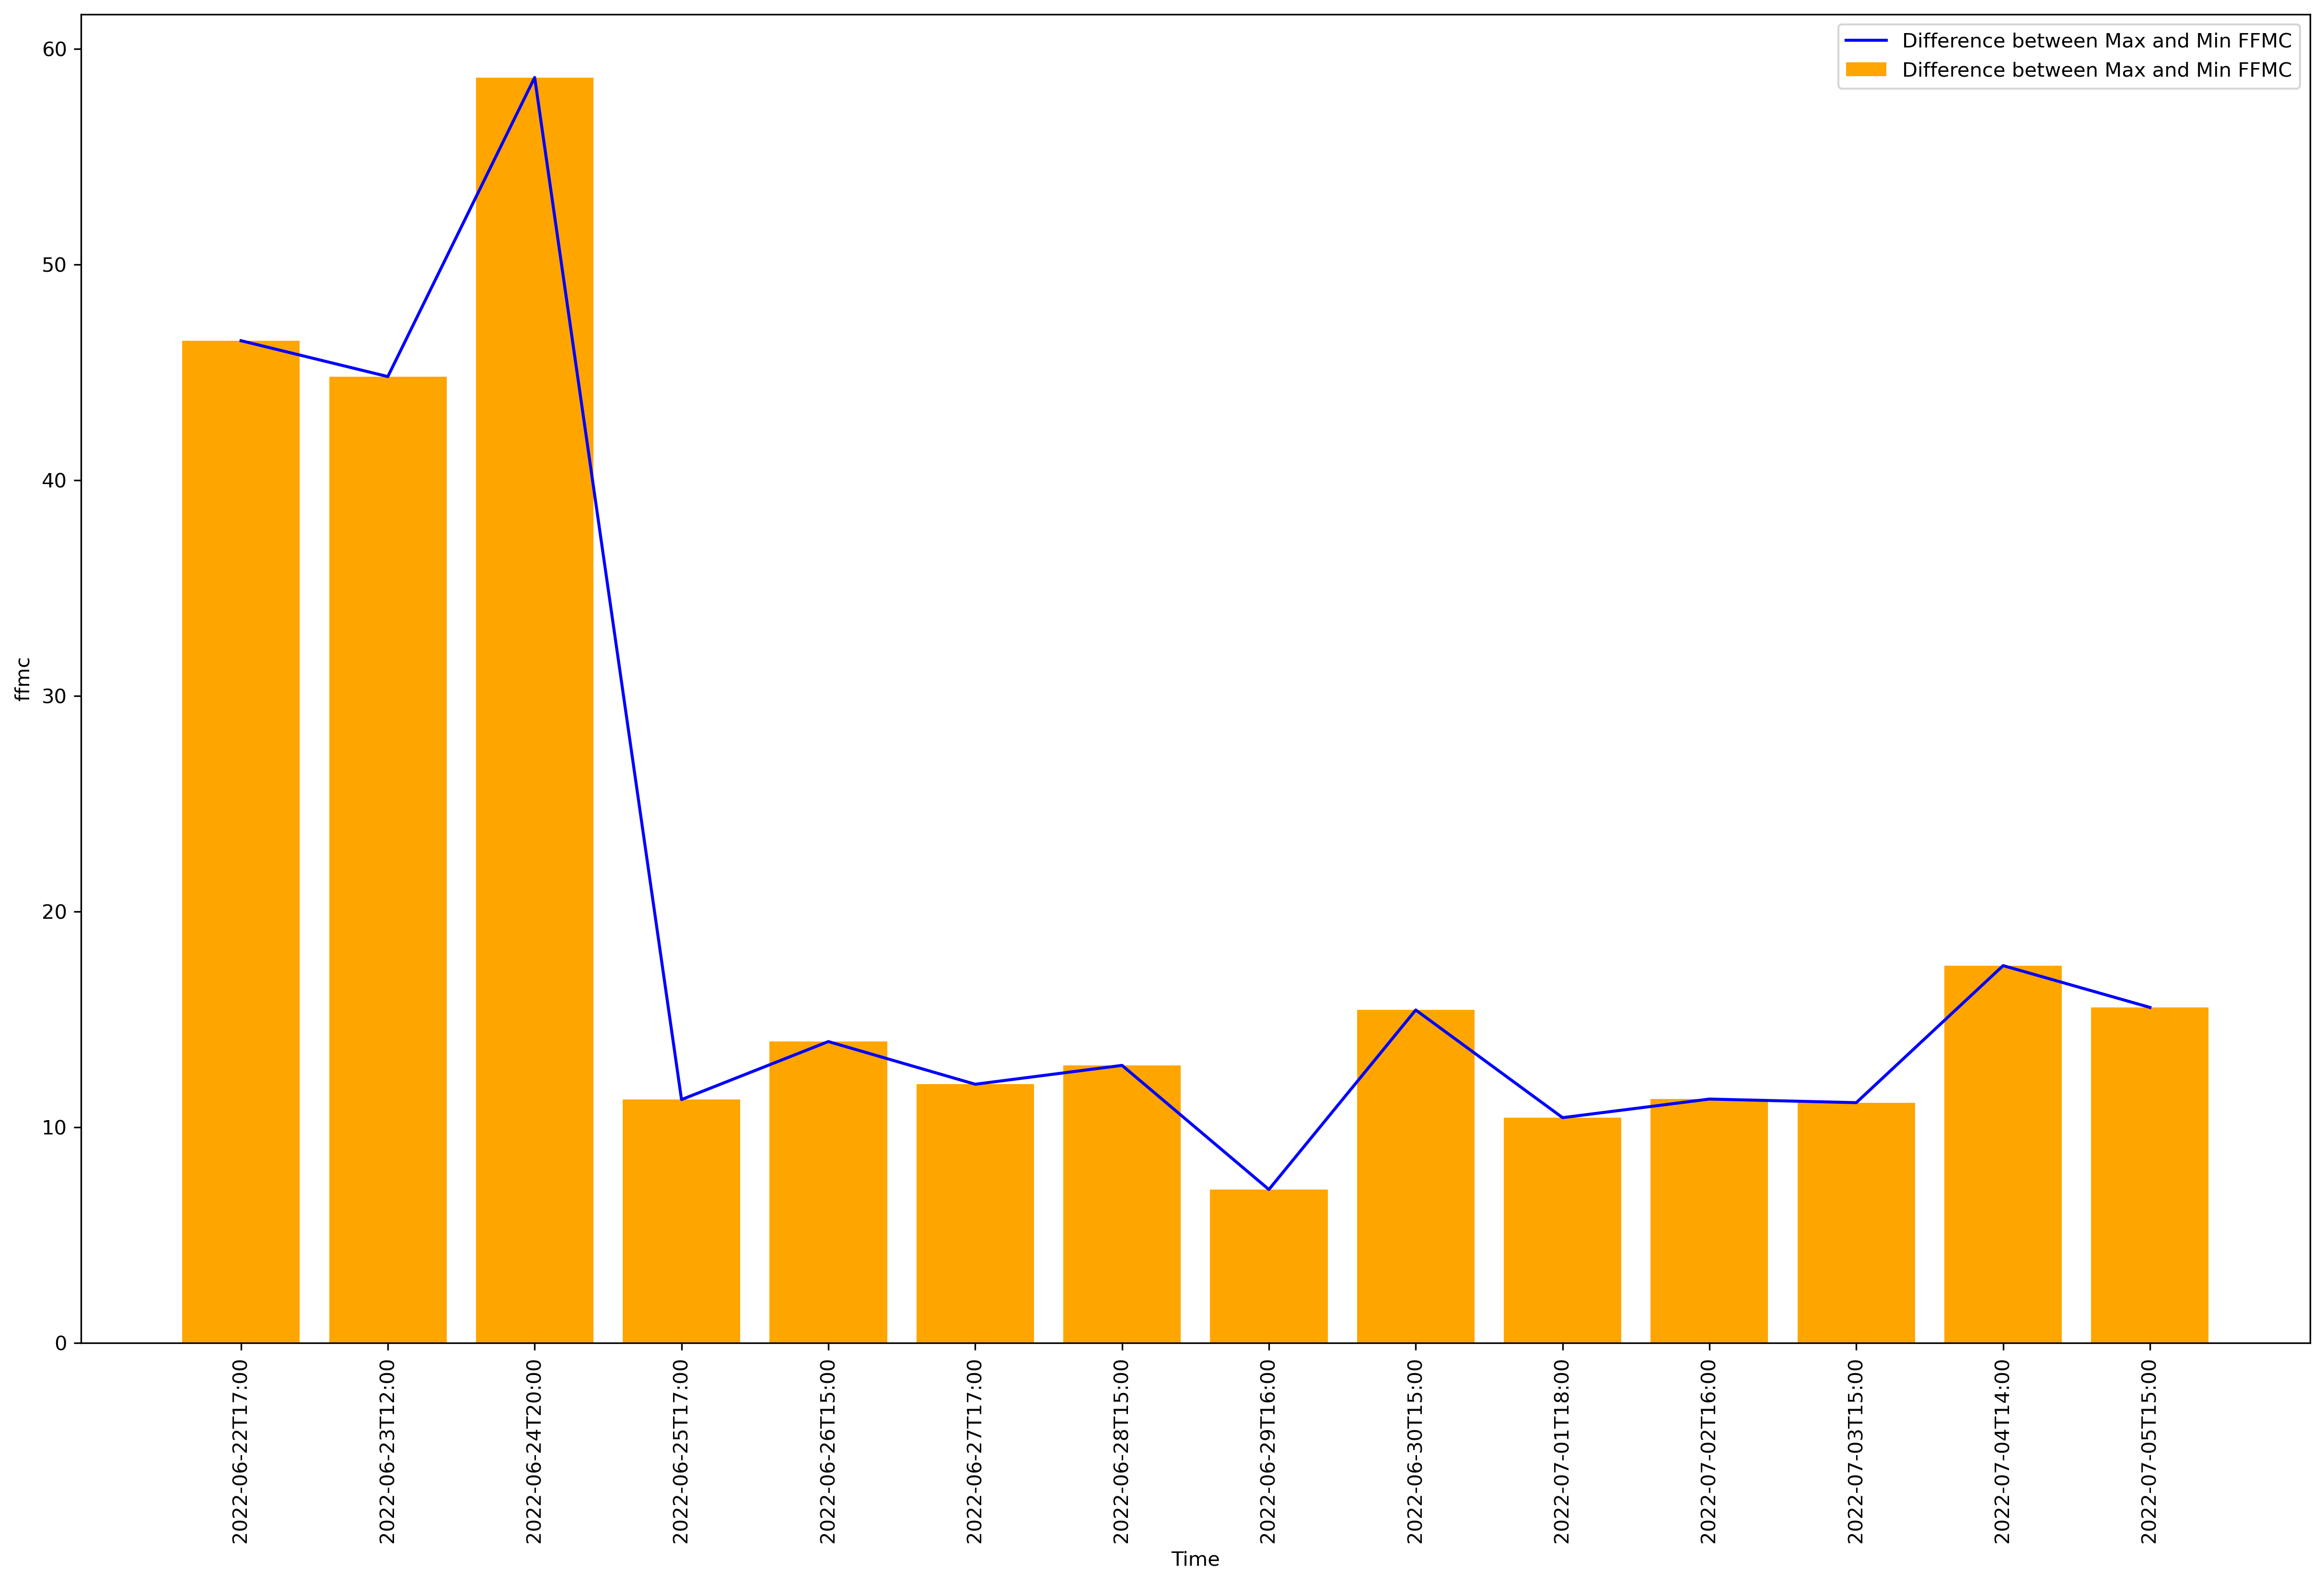 Difference between Max and Min FFMC
Difference between Max and Min FFMC
60
50
40
30
20
10
0
ffmc
2022-06-22T17:00
2022-06-23T12:00
2022-06-24T20:00
2022-06-25T17:00
2022-06-26T15:00
2022-06-27T17:00
2022-06-28T15:00
2022-06-29T16:00
2022-06-30T15:00
2022-07-01T18:00
2022-07-02T16:00
2022-07-03T15:00
2022-07-04T14:00
2022-07-05T15:00
Time